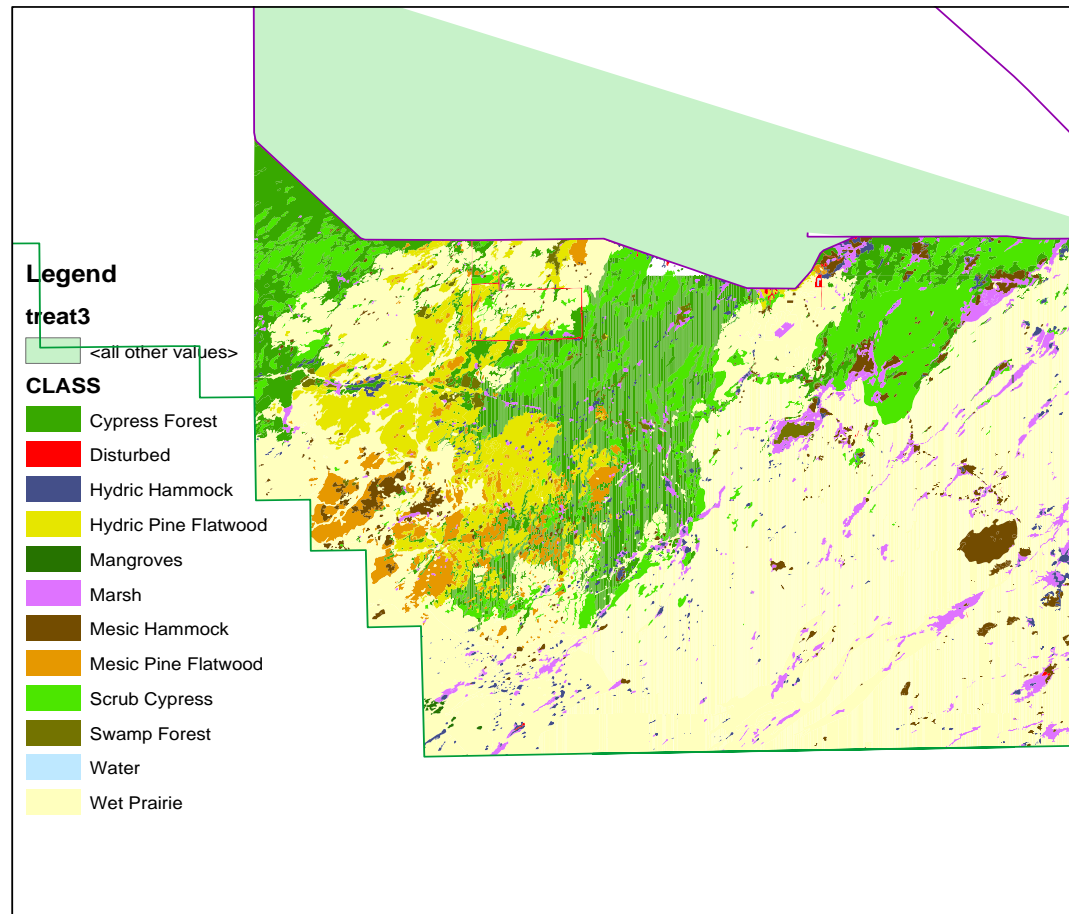 Legend
treat3
<all other values>
CLASS
Cypress Forest
Disturbed
Hydric Hammock
Hydric Pine Flatwood
Mangroves
Marsh
Mesic Hammock
Mesic Pine Flatwood
Scrub Cypress
Swamp Forest
Water
Wet Prairie